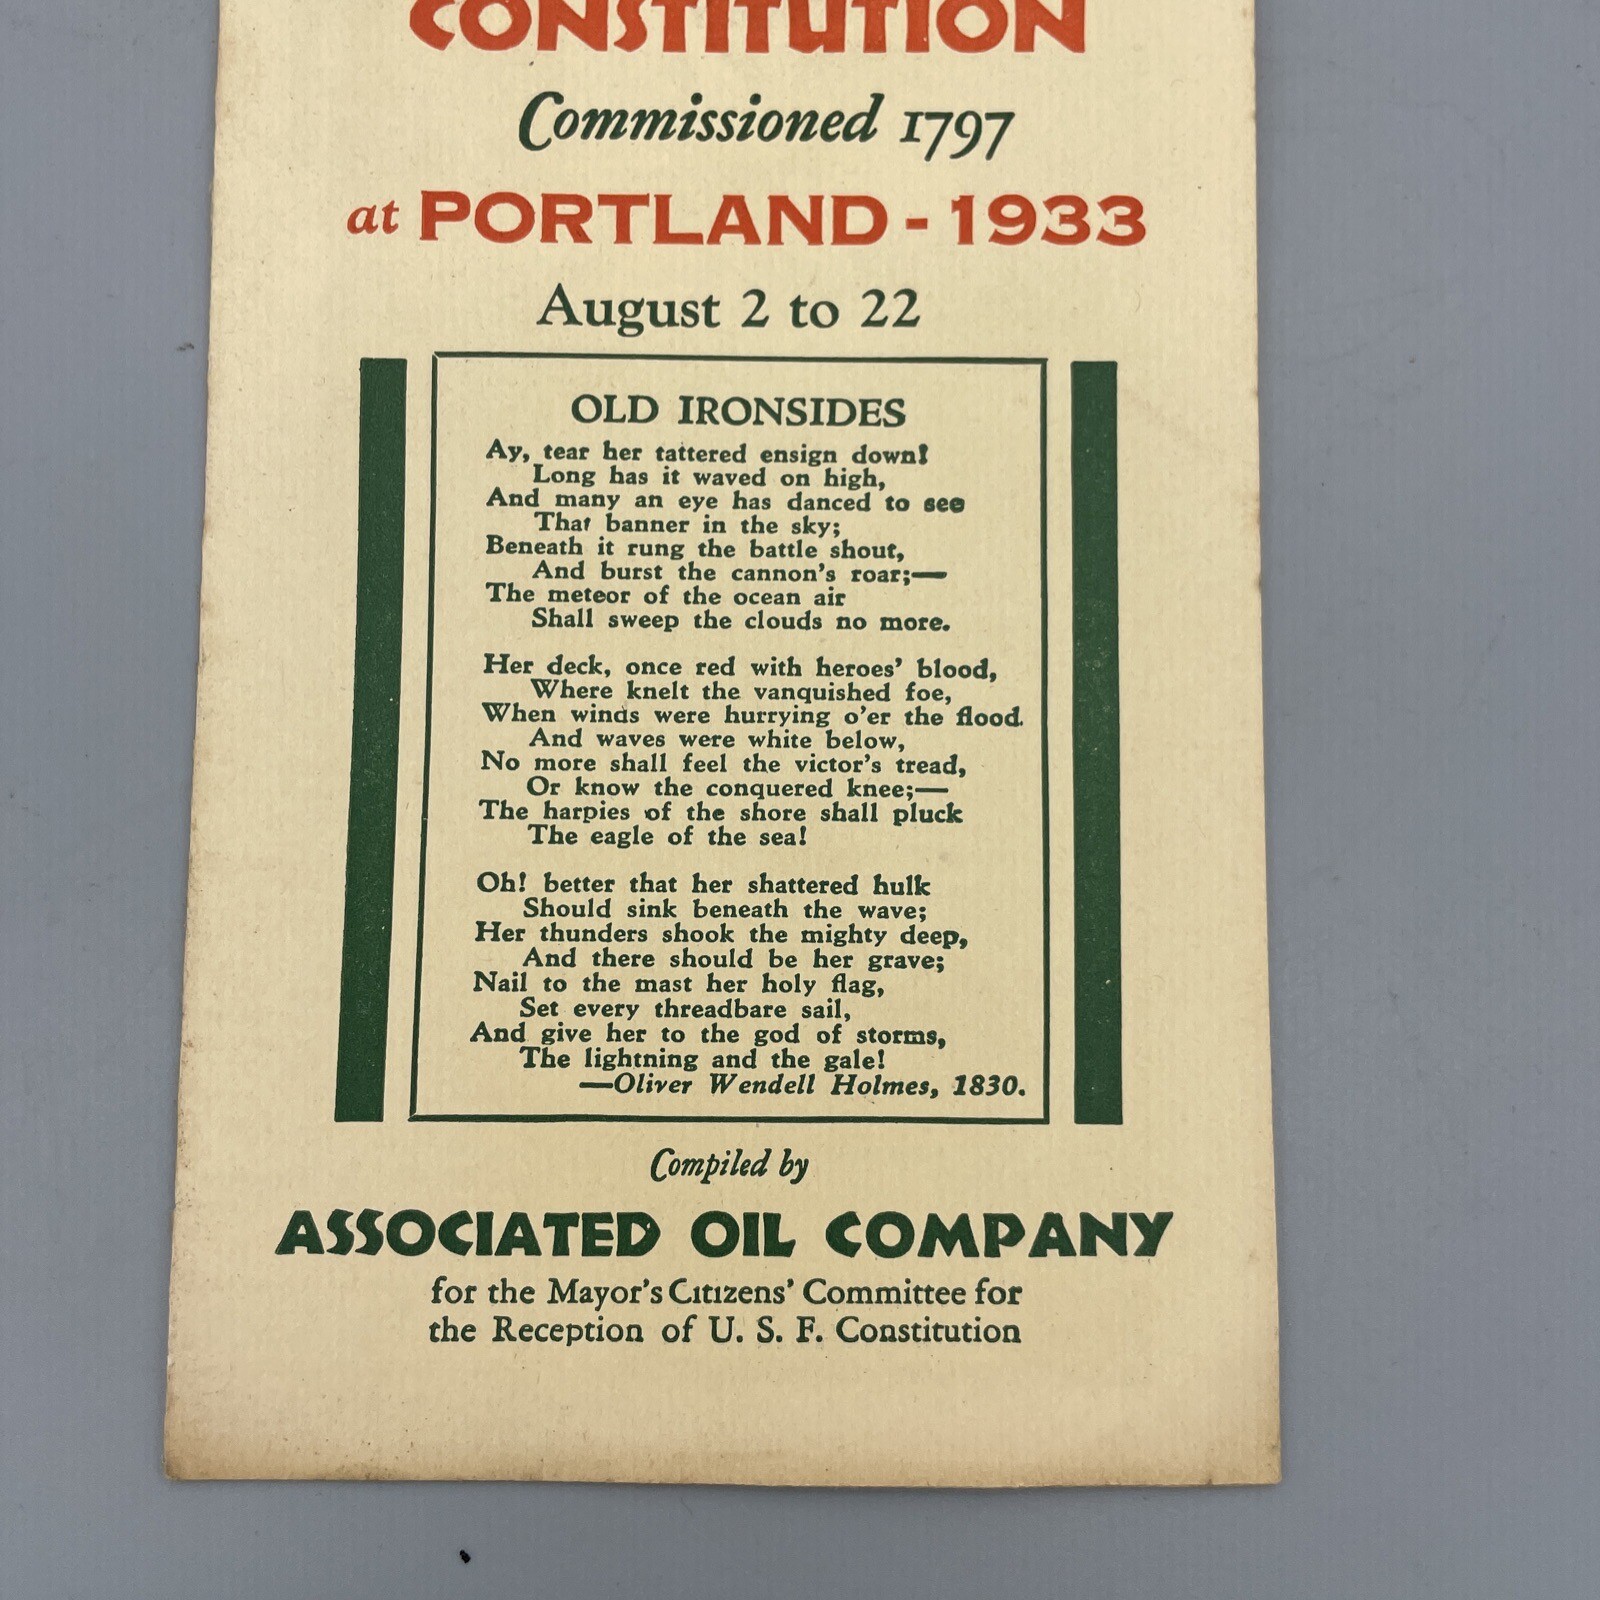 CONSTITUTION
Commissioned 1797
at PORTLAND - 1933
August 2 to 22
OLD IRONSIDES
Ay, tear her tattered ensign down!
Long has it waved on high,
And many an eye has danced to see
That banner in the sky;
Beneath it rung the battle shout,
And burst the cannon's roar;—
The meteor of the ocean air
Shall sweep the clouds no more.
Her deck, once red with heroes' blood,
Where knelt the vanquished foe,
When winds were hurrying o'er the flood.
And waves were white below,
No more shall feel the victor's tread,
Or know the conquered knee;—
The harpies of the shore shall pluck
The eagle of the sea!
Oh! better that her shattered hulk
Should sink beneath the wave;
Her thunders shook the mighty deep,
And there should be her grave;
Nail to the mast her holy flag,
Set every threadbare sail,
And give her to the god of storms,
The lightning and the gale!
—Oliver Wendell Holmes, 1830.
Compiled by
ASSOCIATED OIL COMPANY
for the Mayor's Citizens' Committee for
the Reception of U. S. F. Constitution